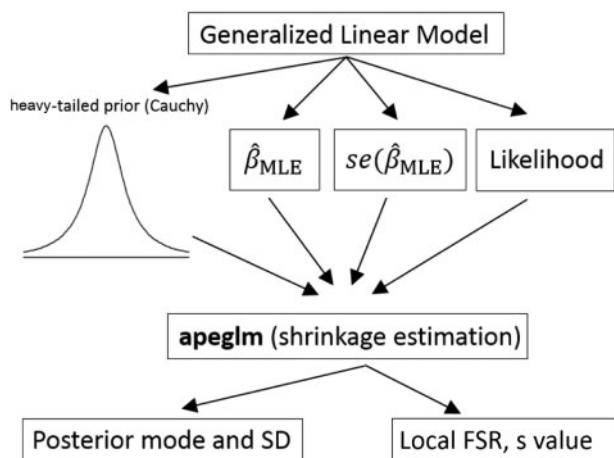 Generalized Linear Model
heavy-tailed prior (Cauchy)
β̂MLE
se(β̂MLE)
Likelihood
apeglm (shrinkage estimation)
Posterior mode and SD
Local FSR, s value